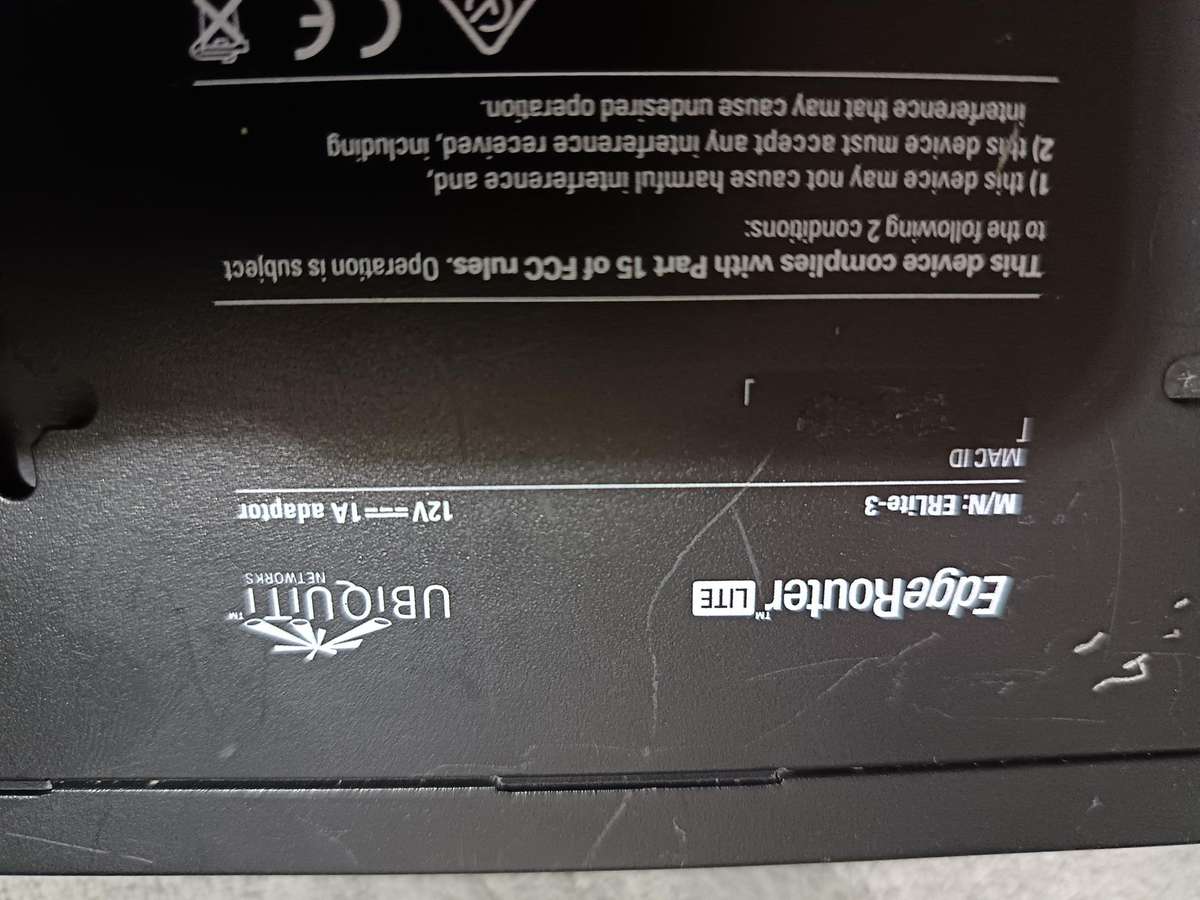 EdgeRouter™ LITE
UBiQUiTi™
NETWORKS
M/N: ERLite-3
12V ⎓ 1A adaptor
MAC ID
This device complies with Part 15 of FCC rules. Operation is subject
to the following 2 conditions:
1) this device may not cause harmful interference and,
2) this device must accept any interference received, including
interference that may cause undesired operation.
CE